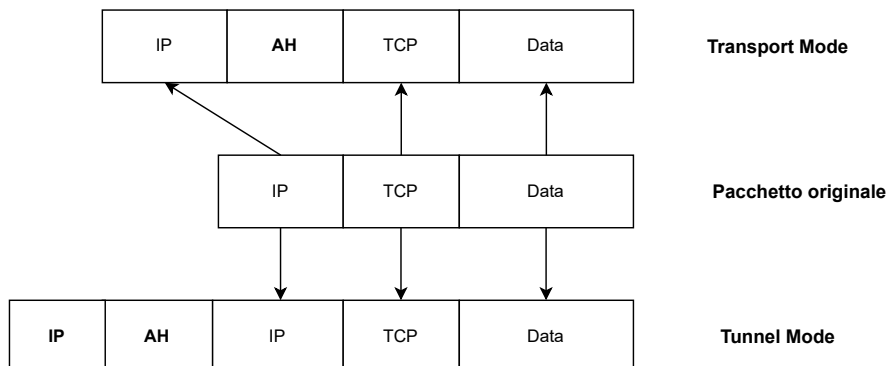 IP AH TCP Data Transport Mode
IP TCP Data Pacchetto originale
IP AH IP TCP Data Tunnel Mode